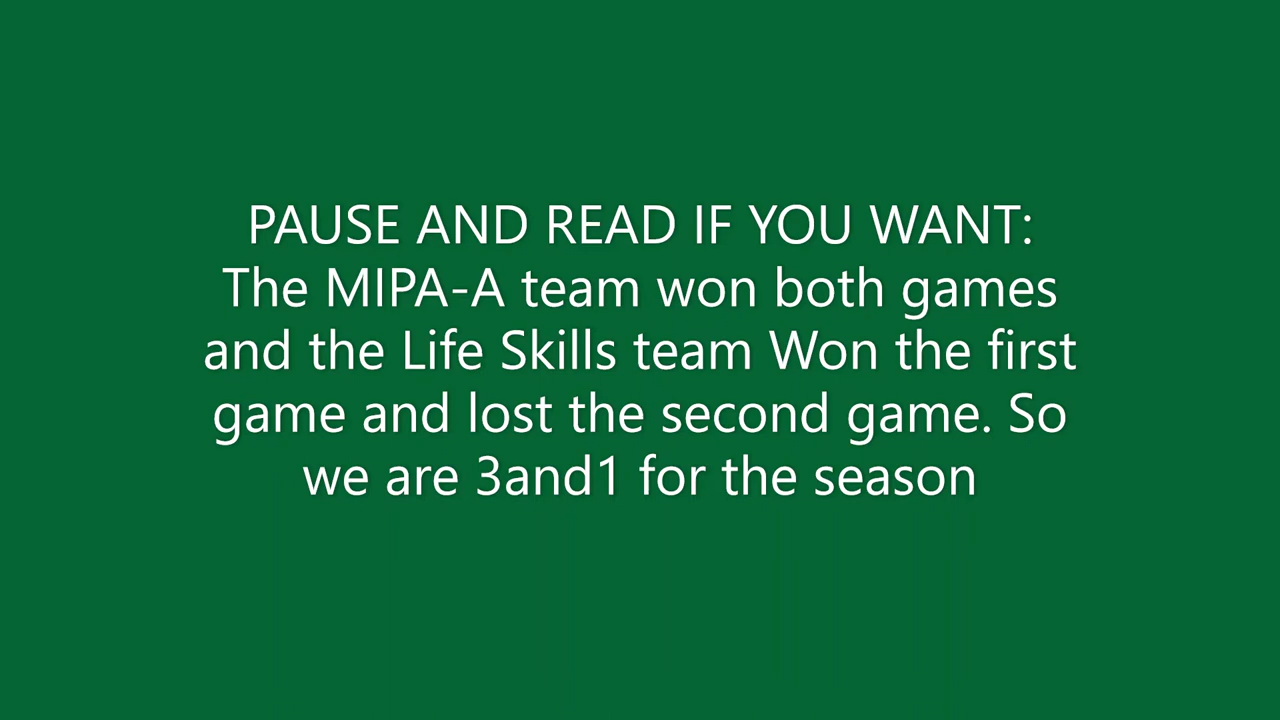 PAUSE AND READ IF YOU WANT:
The MIPA-A team won both games
and the Life Skills team Won the first
game and lost the second game. So
we are 3and1 for the season